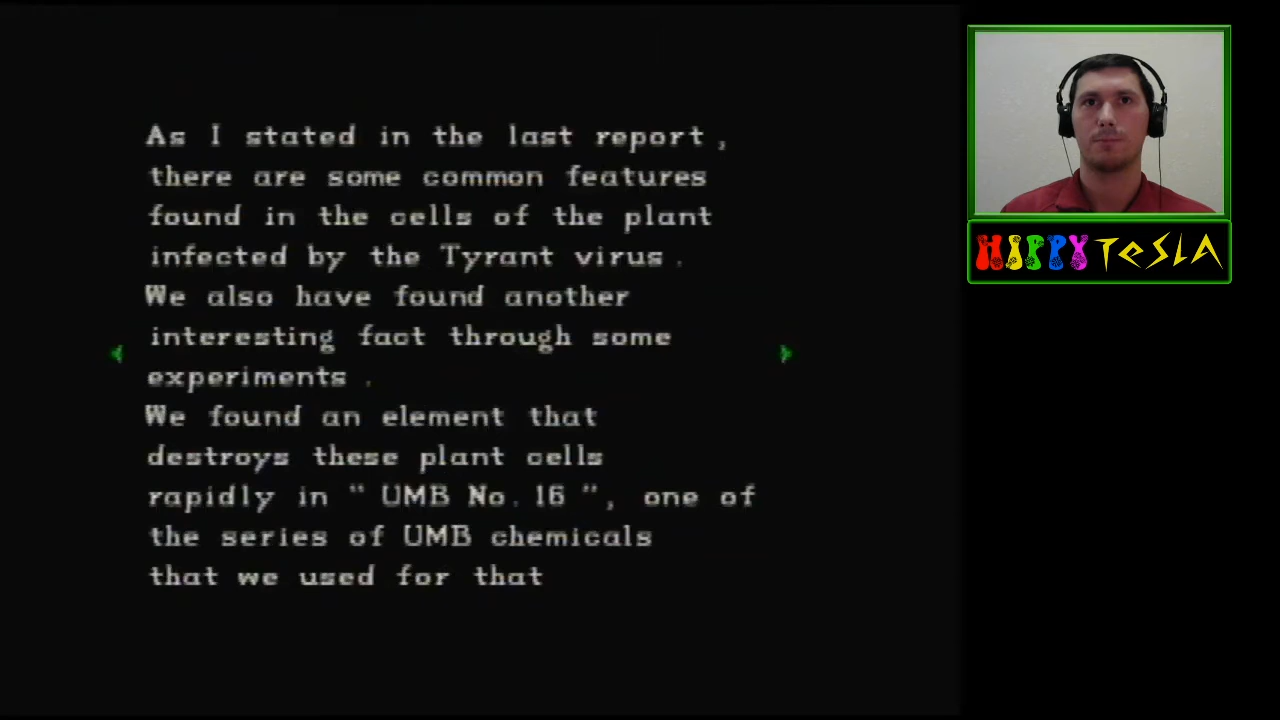 As I stated in the last report,
there are some common features
found in the cells of the plant
infected by the Tyrant virus.
We also have found another
interesting fact through some
experiments.
We found an element that
destroys these plant cells
rapidly in "UMB No.16", one of
the series of UMB chemicals
that we used for that
HIPPY TeSLA